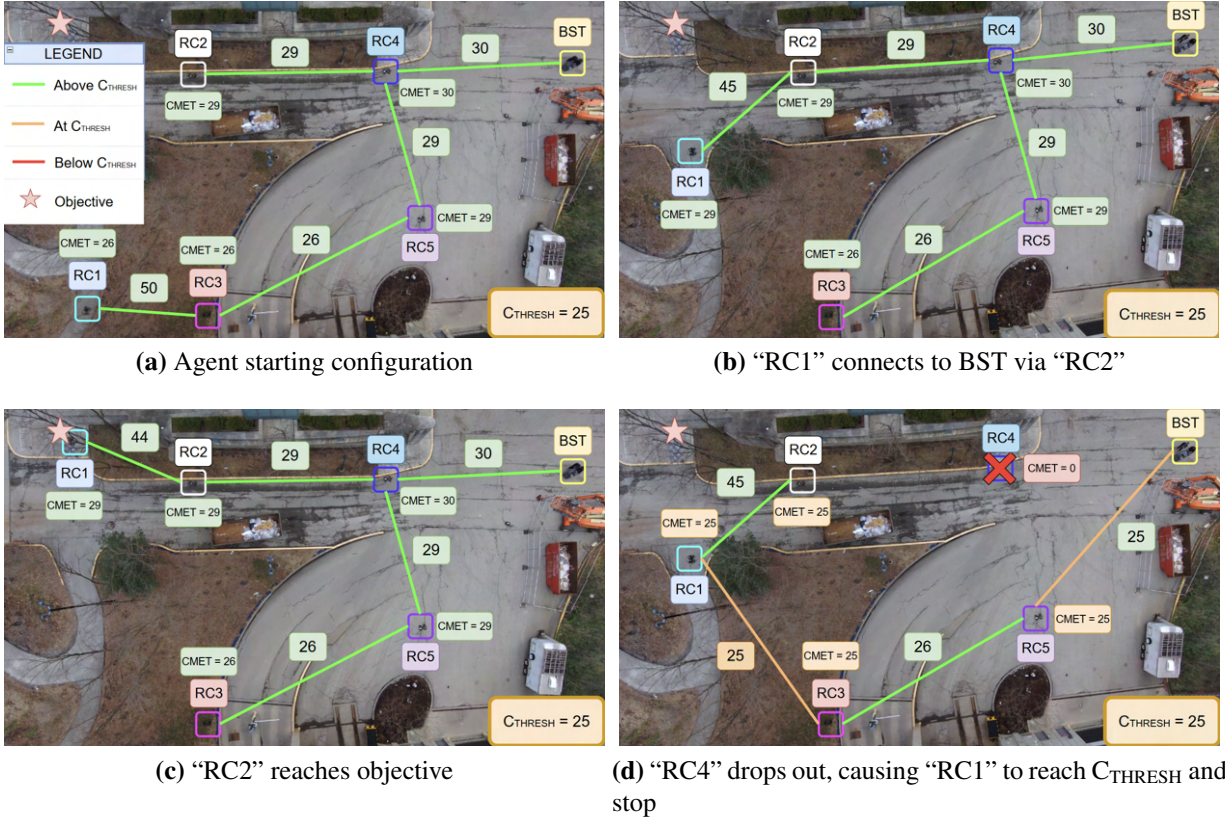 LEGEND
Above CTHRESH
At CTHRESH
Below CTHRESH
Objective
RC2
29
RC4
30
BST
CMET = 29
CMET = 30
29
CMET = 29
RC5
CMET = 26
CMET = 26
26
RC1
50
RC3
CTHRESH = 25
(a) Agent starting configuration
RC2
29
RC4
30
BST
45
CMET = 29
CMET = 30
29
RC1
CMET = 29
CMET = 29
RC5
CMET = 26
26
RC3
CTHRESH = 25
(b) “RC1” connects to BST via “RC2”
44
RC2
29
RC4
30
BST
RC1
CMET = 29
CMET = 29
CMET = 30
29
CMET = 29
RC5
CMET = 26
26
RC3
CTHRESH = 25
(c) “RC2” reaches objective
RC2
RC4
BST
CMET = 0
45
CMET = 25
CMET = 25
25
RC1
CMET = 25
RC5
25
CMET = 25
26
RC3
CTHRESH = 25
(d) “RC4” drops out, causing “RC1” to reach CTHRESH and
stop